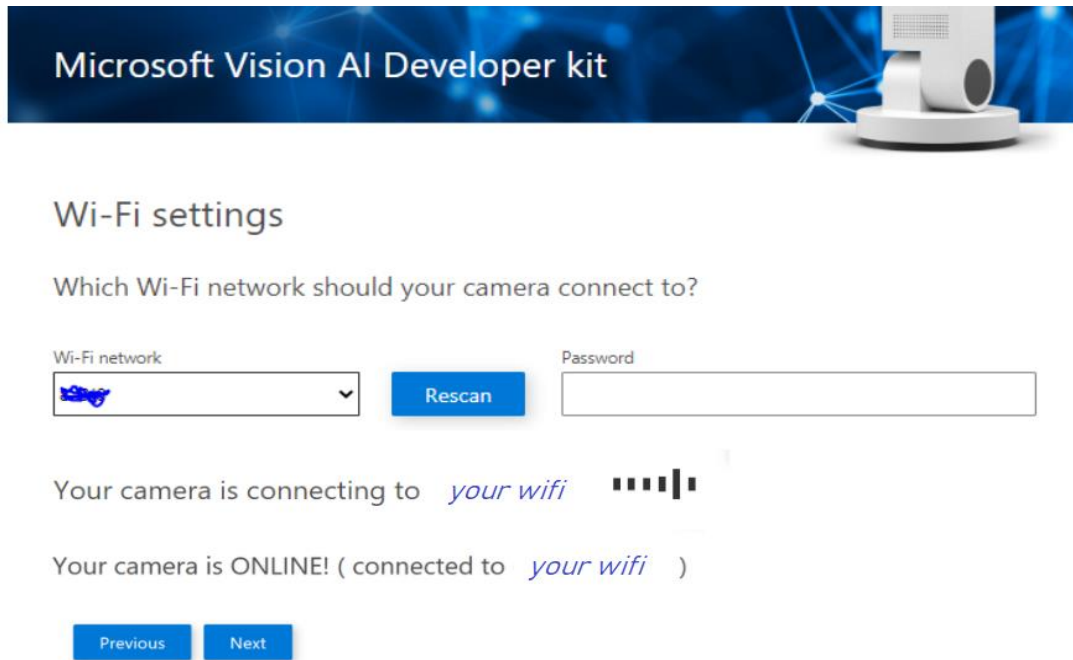 Microsoft Vision AI Developer kit
Wi-Fi settings
Which Wi-Fi network should your camera connect to?
Wi-Fi network Password
Rescan
Your camera is connecting to your wifi
Your camera is ONLINE! ( connected to your wifi )
Previous Next